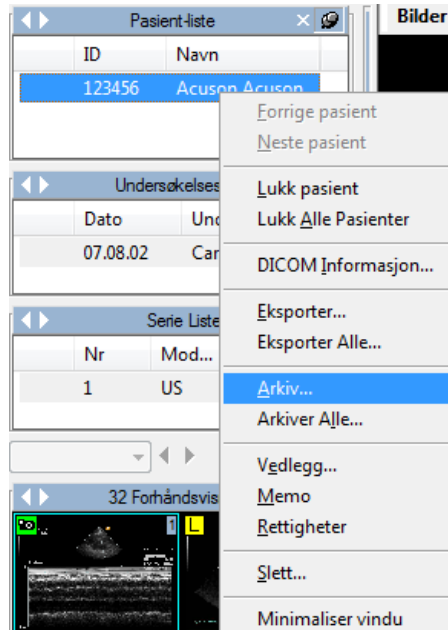 Pasient-liste
Bilder
ID Navn
123456 Acuson Acuson
Forrige pasient
Neste pasient
Undersøkelses
Lukk pasient
Dato Und
Lukk Alle Pasienter
07.08.02 Car
DICOM Informasjon...
Serie Liste
Eksporter...
Eksporter Alle...
Nr Mod...
1 US
Arkiv...
Arkiver Alle...
Vedlegg...
32 Forhåndsvis
Memo
1 L
Rettigheter
Slett...
Minimaliser vindu